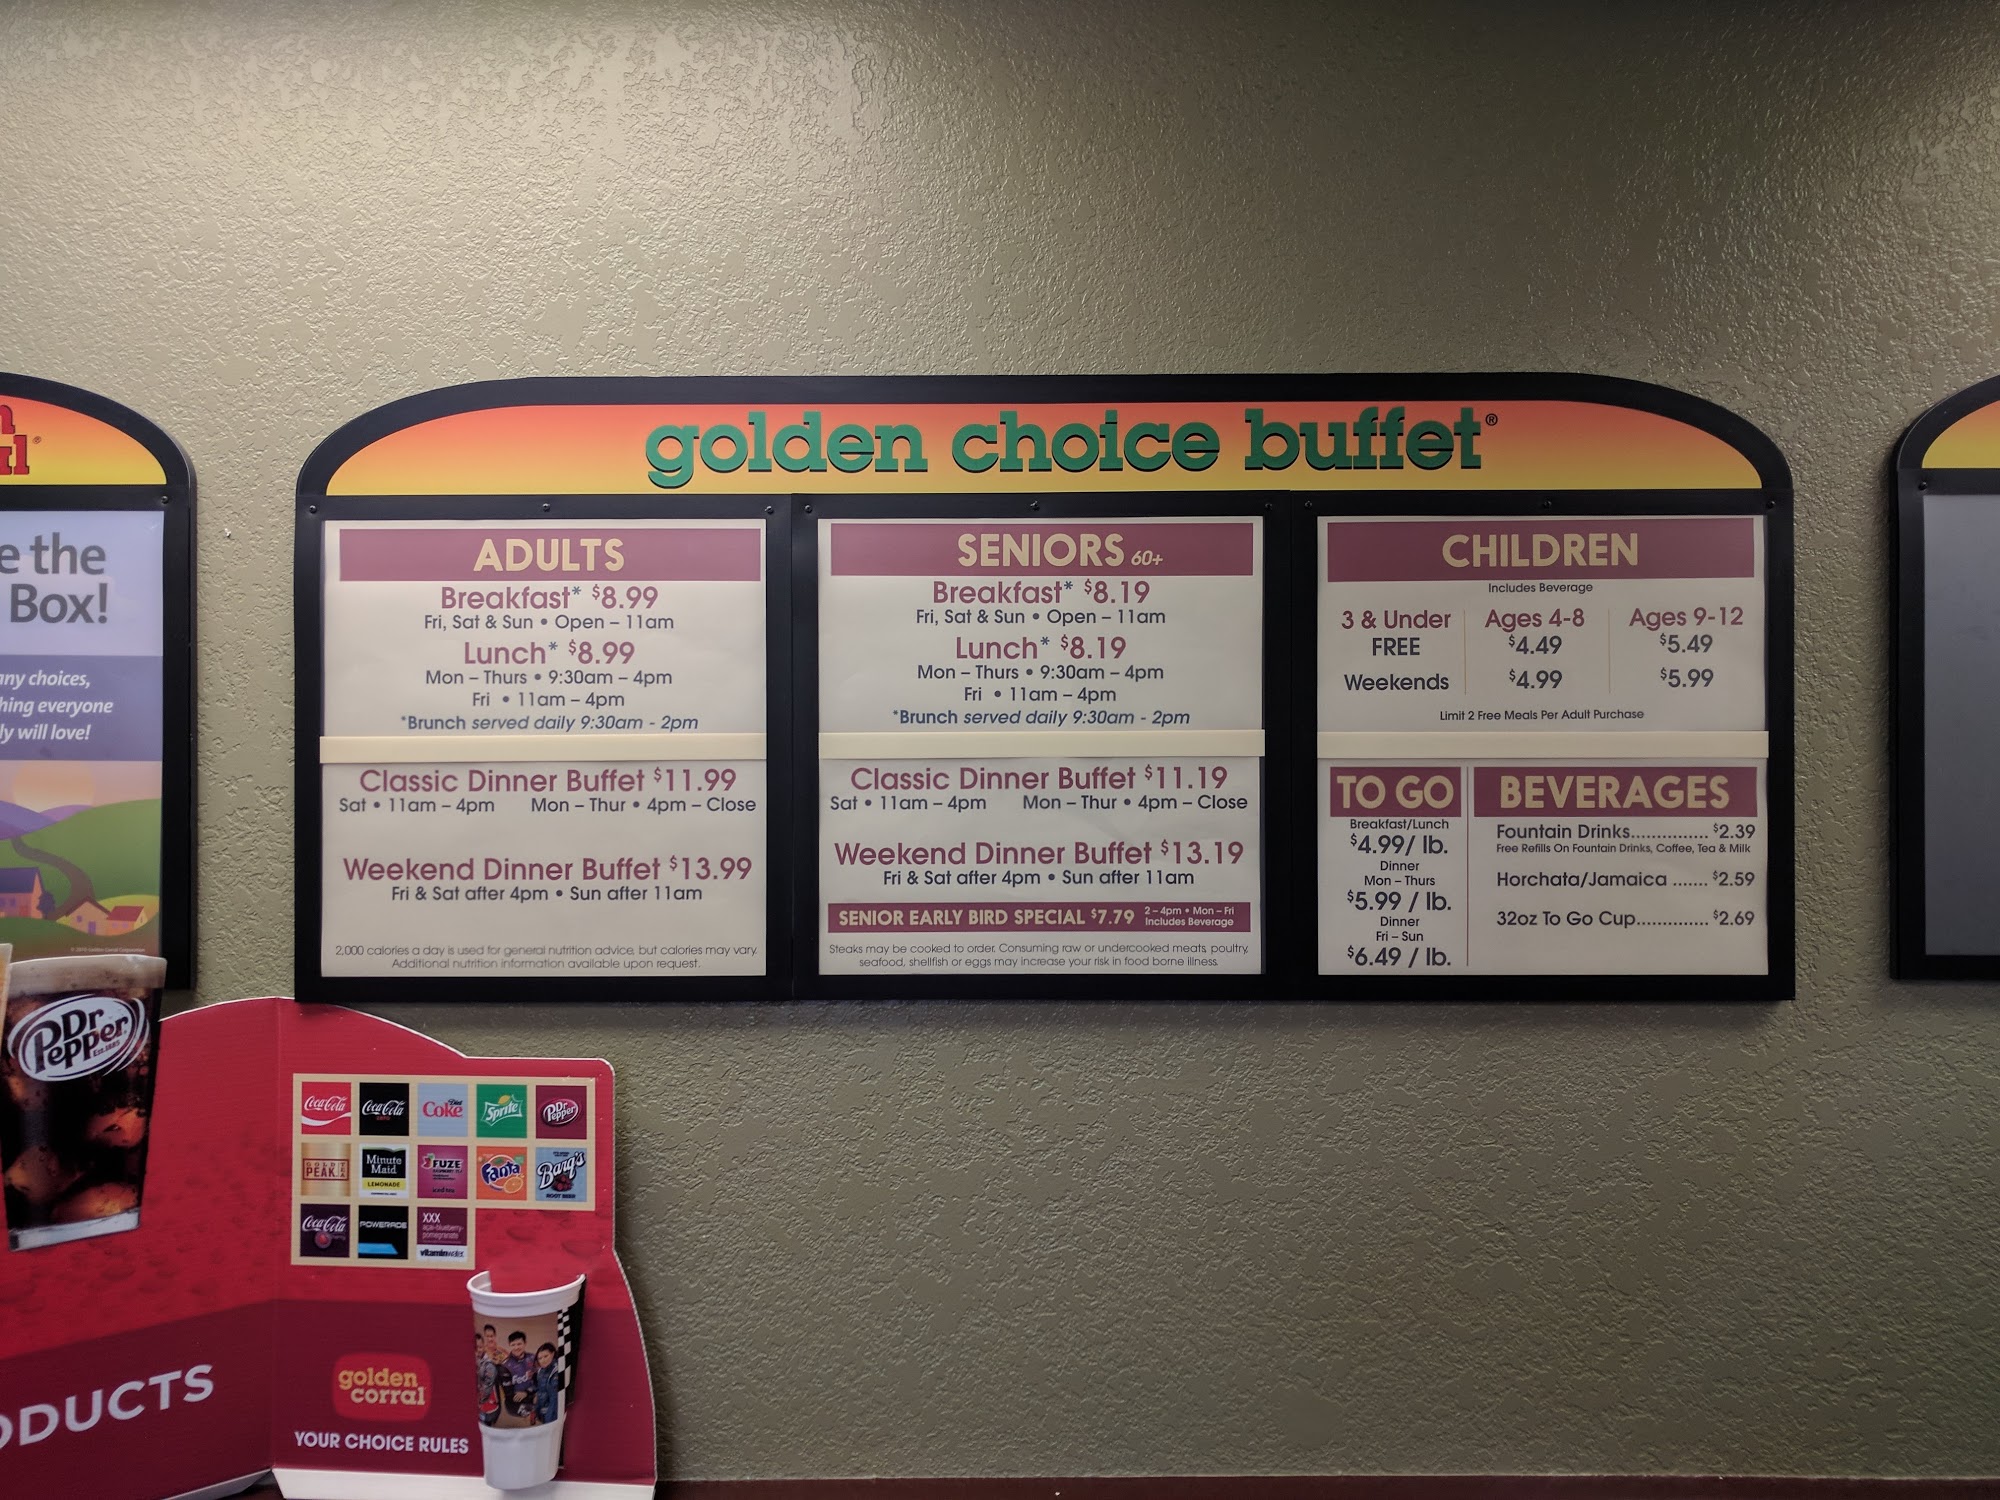 golden choice buffet®
ADULTS
Breakfast* $8.99
Fri, Sat & Sun • Open – 11am
Lunch* $8.99
Mon – Thurs • 9:30am – 4pm
Fri • 11am – 4pm
*Brunch served daily 9:30am - 2pm
Classic Dinner Buffet $11.99
Sat • 11am – 4pm Mon – Thur • 4pm – Close
Weekend Dinner Buffet $13.99
Fri & Sat after 4pm • Sun after 11am
2,000 calories a day is used for general nutrition advice, but calories may vary.
Additional nutrition information available upon request.
SENIORS 60+
Breakfast* $8.19
Fri, Sat & Sun • Open – 11am
Lunch* $8.19
Mon – Thurs • 9:30am – 4pm
Fri • 11am – 4pm
*Brunch served daily 9:30am - 2pm
Classic Dinner Buffet $11.19
Sat • 11am – 4pm Mon – Thur • 4pm – Close
Weekend Dinner Buffet $13.19
Fri & Sat after 4pm • Sun after 11am
SENIOR EARLY BIRD SPECIAL $7.79 2 – 4pm • Mon – Fri
Includes Beverage
Steaks may be cooked to order. Consuming raw or undercooked meats, poultry,
seafood, shellfish or eggs may increase your risk in food borne illness.
CHILDREN
Includes Beverage
3 & Under Ages 4-8 Ages 9-12
FREE $4.49 $5.49
Weekends $4.99 $5.99
Limit 2 Free Meals Per Adult Purchase
TO GO
Breakfast/Lunch
$4.99/ lb.
Dinner
Mon – Thurs
$5.99 / lb.
Dinner
Fri – Sun
$6.49 / lb.
BEVERAGES
Fountain Drinks............... $2.39
Free Refills On Fountain Drinks, Coffee, Tea & Milk
Horchata/Jamaica ....... $2.59
32oz To Go Cup.............. $2.69
e the
Box!
any choices,
hing everyone
ly will love!
Dr Pepper
Coca-Cola Coca-Cola Diet Coke Sprite Dr Pepper
GOLD PEAK TEA Minute Maid LEMONADE FUZE Fanta Barq's ROOT BEER
Coca-Cola POWERADE XXX açai-blueberry-pomegranate vitaminwater
ODUCTS
golden
corral
YOUR CHOICE RULES
FedEx